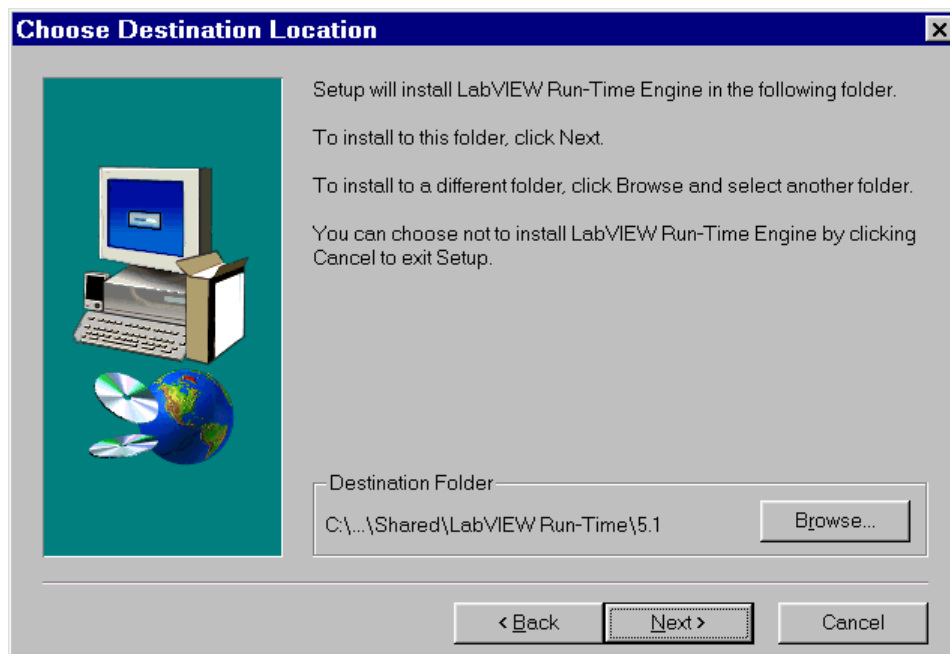 Choose Destination Location
Setup will install LabVIEW Run-Time Engine in the following folder.
To install to this folder, click Next.
To install to a different folder, click Browse and select another folder.
You can choose not to install LabVIEW Run-Time Engine by clicking
Cancel to exit Setup.
Destination Folder
C:\...\Shared\LabVIEW Run-Time\5.1
Browse...
< Back
Next >
Cancel